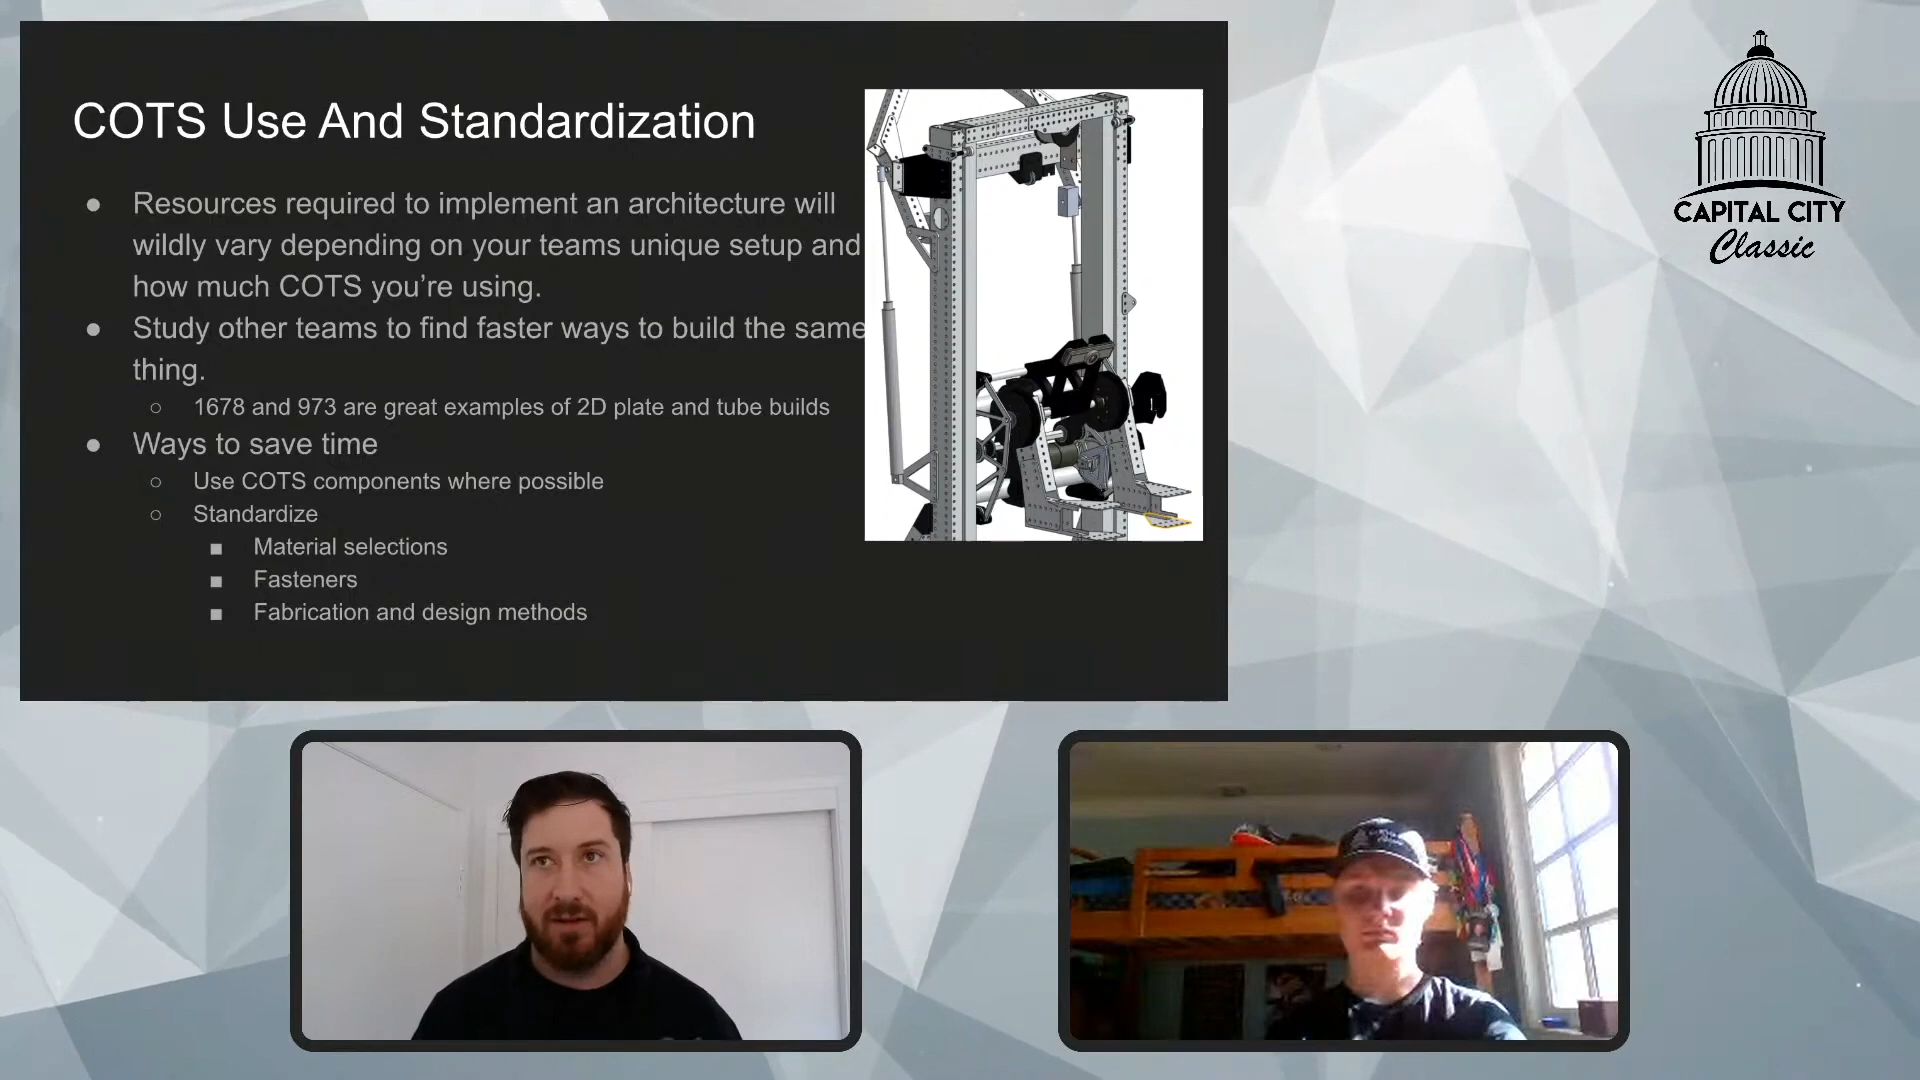 COTS Use And Standardization
● Resources required to implement an architecture will
wildly vary depending on your teams unique setup and
how much COTS you’re using.
● Study other teams to find faster ways to build the same
thing.
○ 1678 and 973 are great examples of 2D plate and tube builds
● Ways to save time
○ Use COTS components where possible
○ Standardize
■ Material selections
■ Fasteners
■ Fabrication and design methods
CAPITAL CITY
Classic